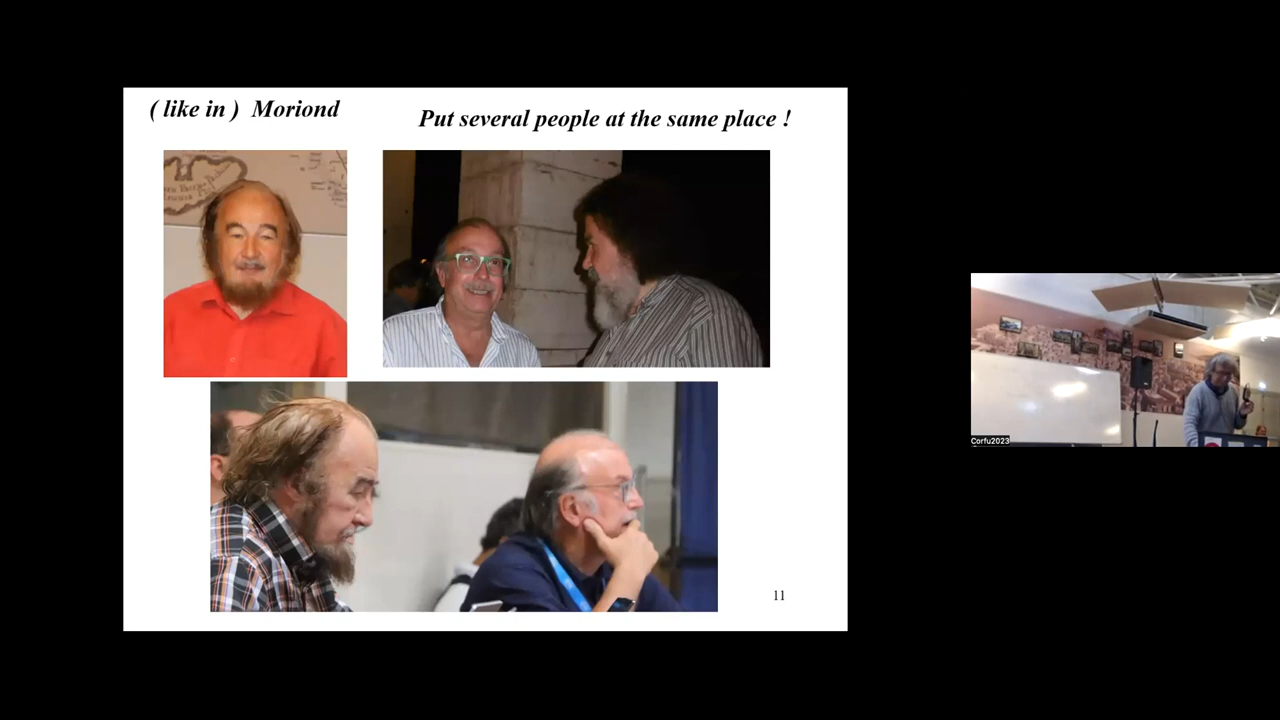 ( like in ) Moriond
Put several people at the same place !
11
Corfu2023